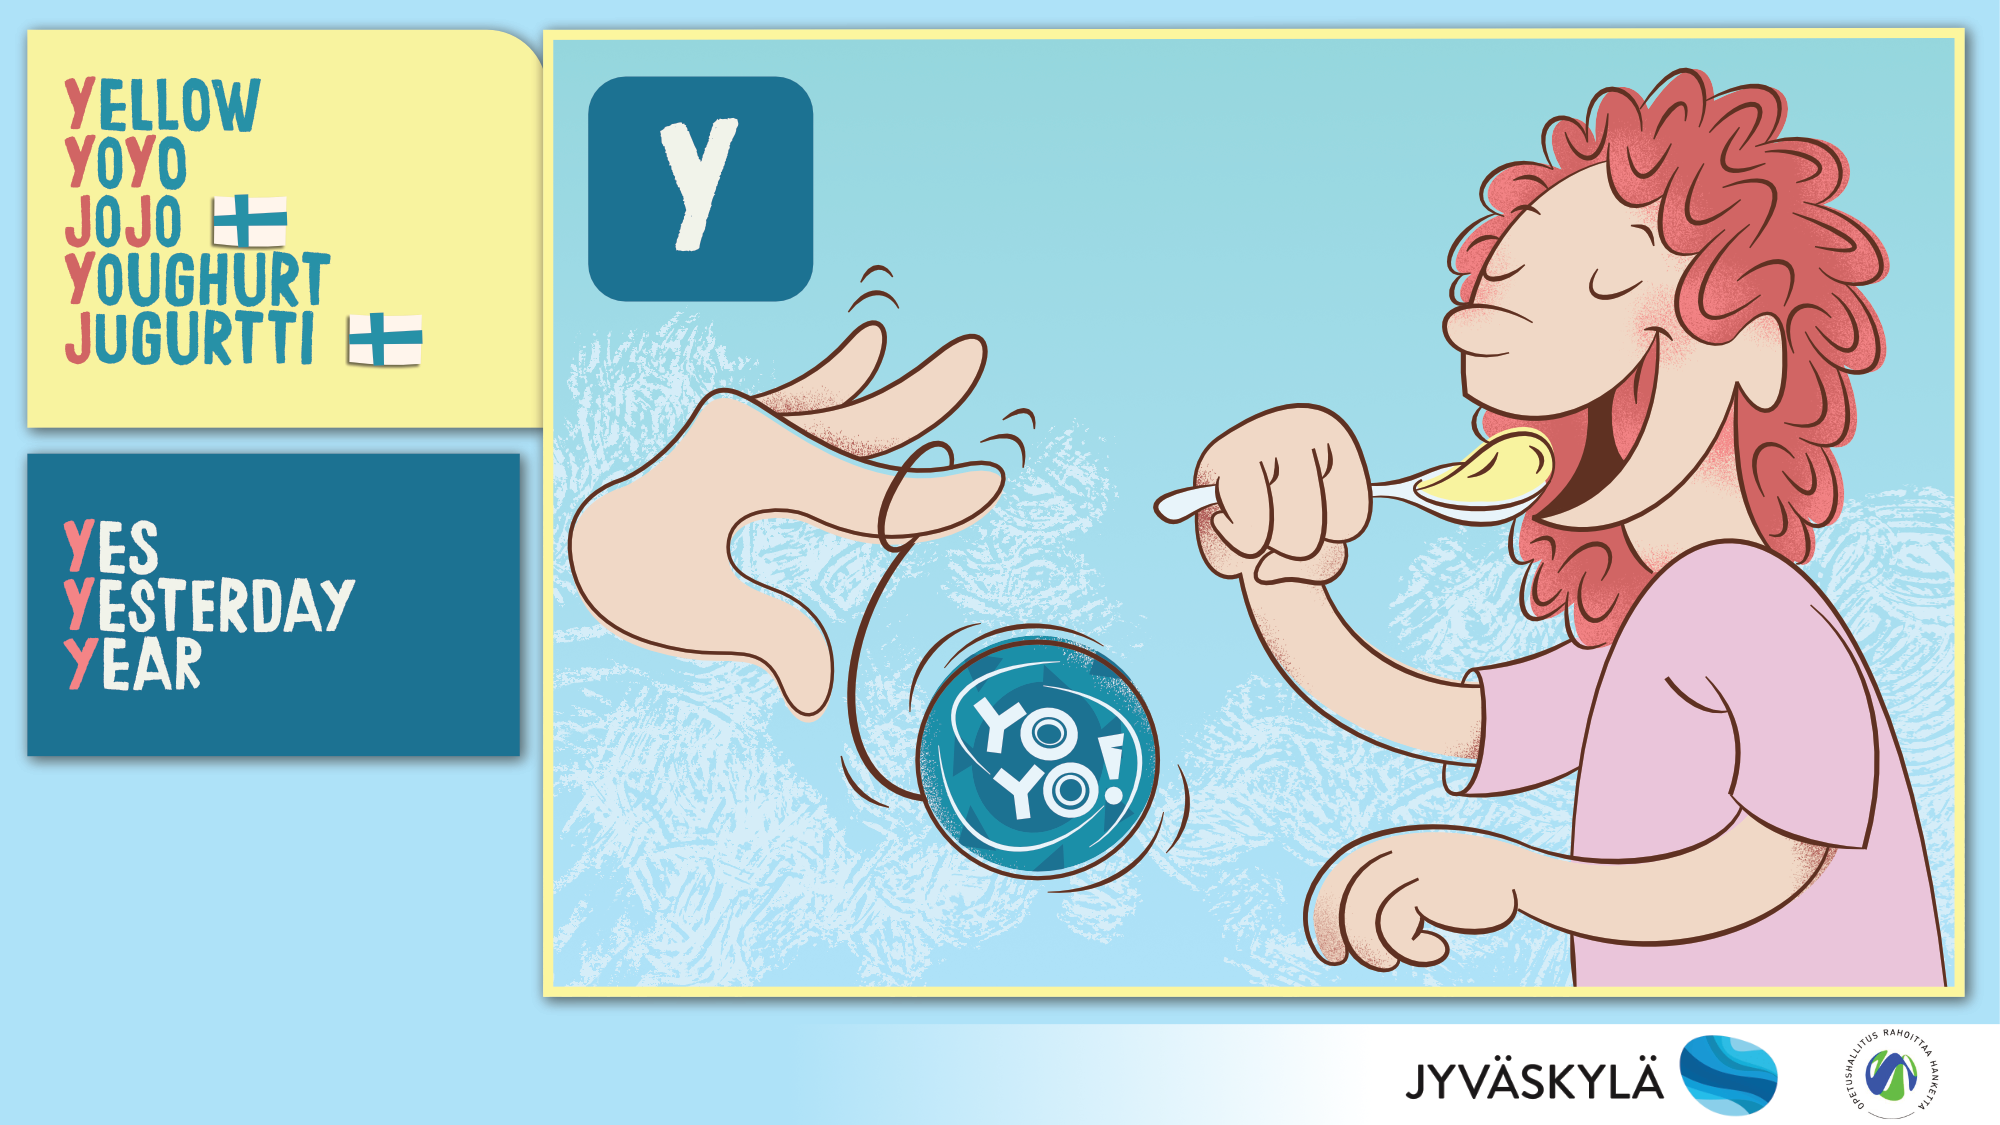 YELLOW
YOYO
JOJO
YOUGHURT
JUGURTTI
YES
YESTERDAY
YEAR
Y
YO
YO!
JYVÄSKYLÄ
OPETUSHALLITUS RAHOITTAA HANKETTA